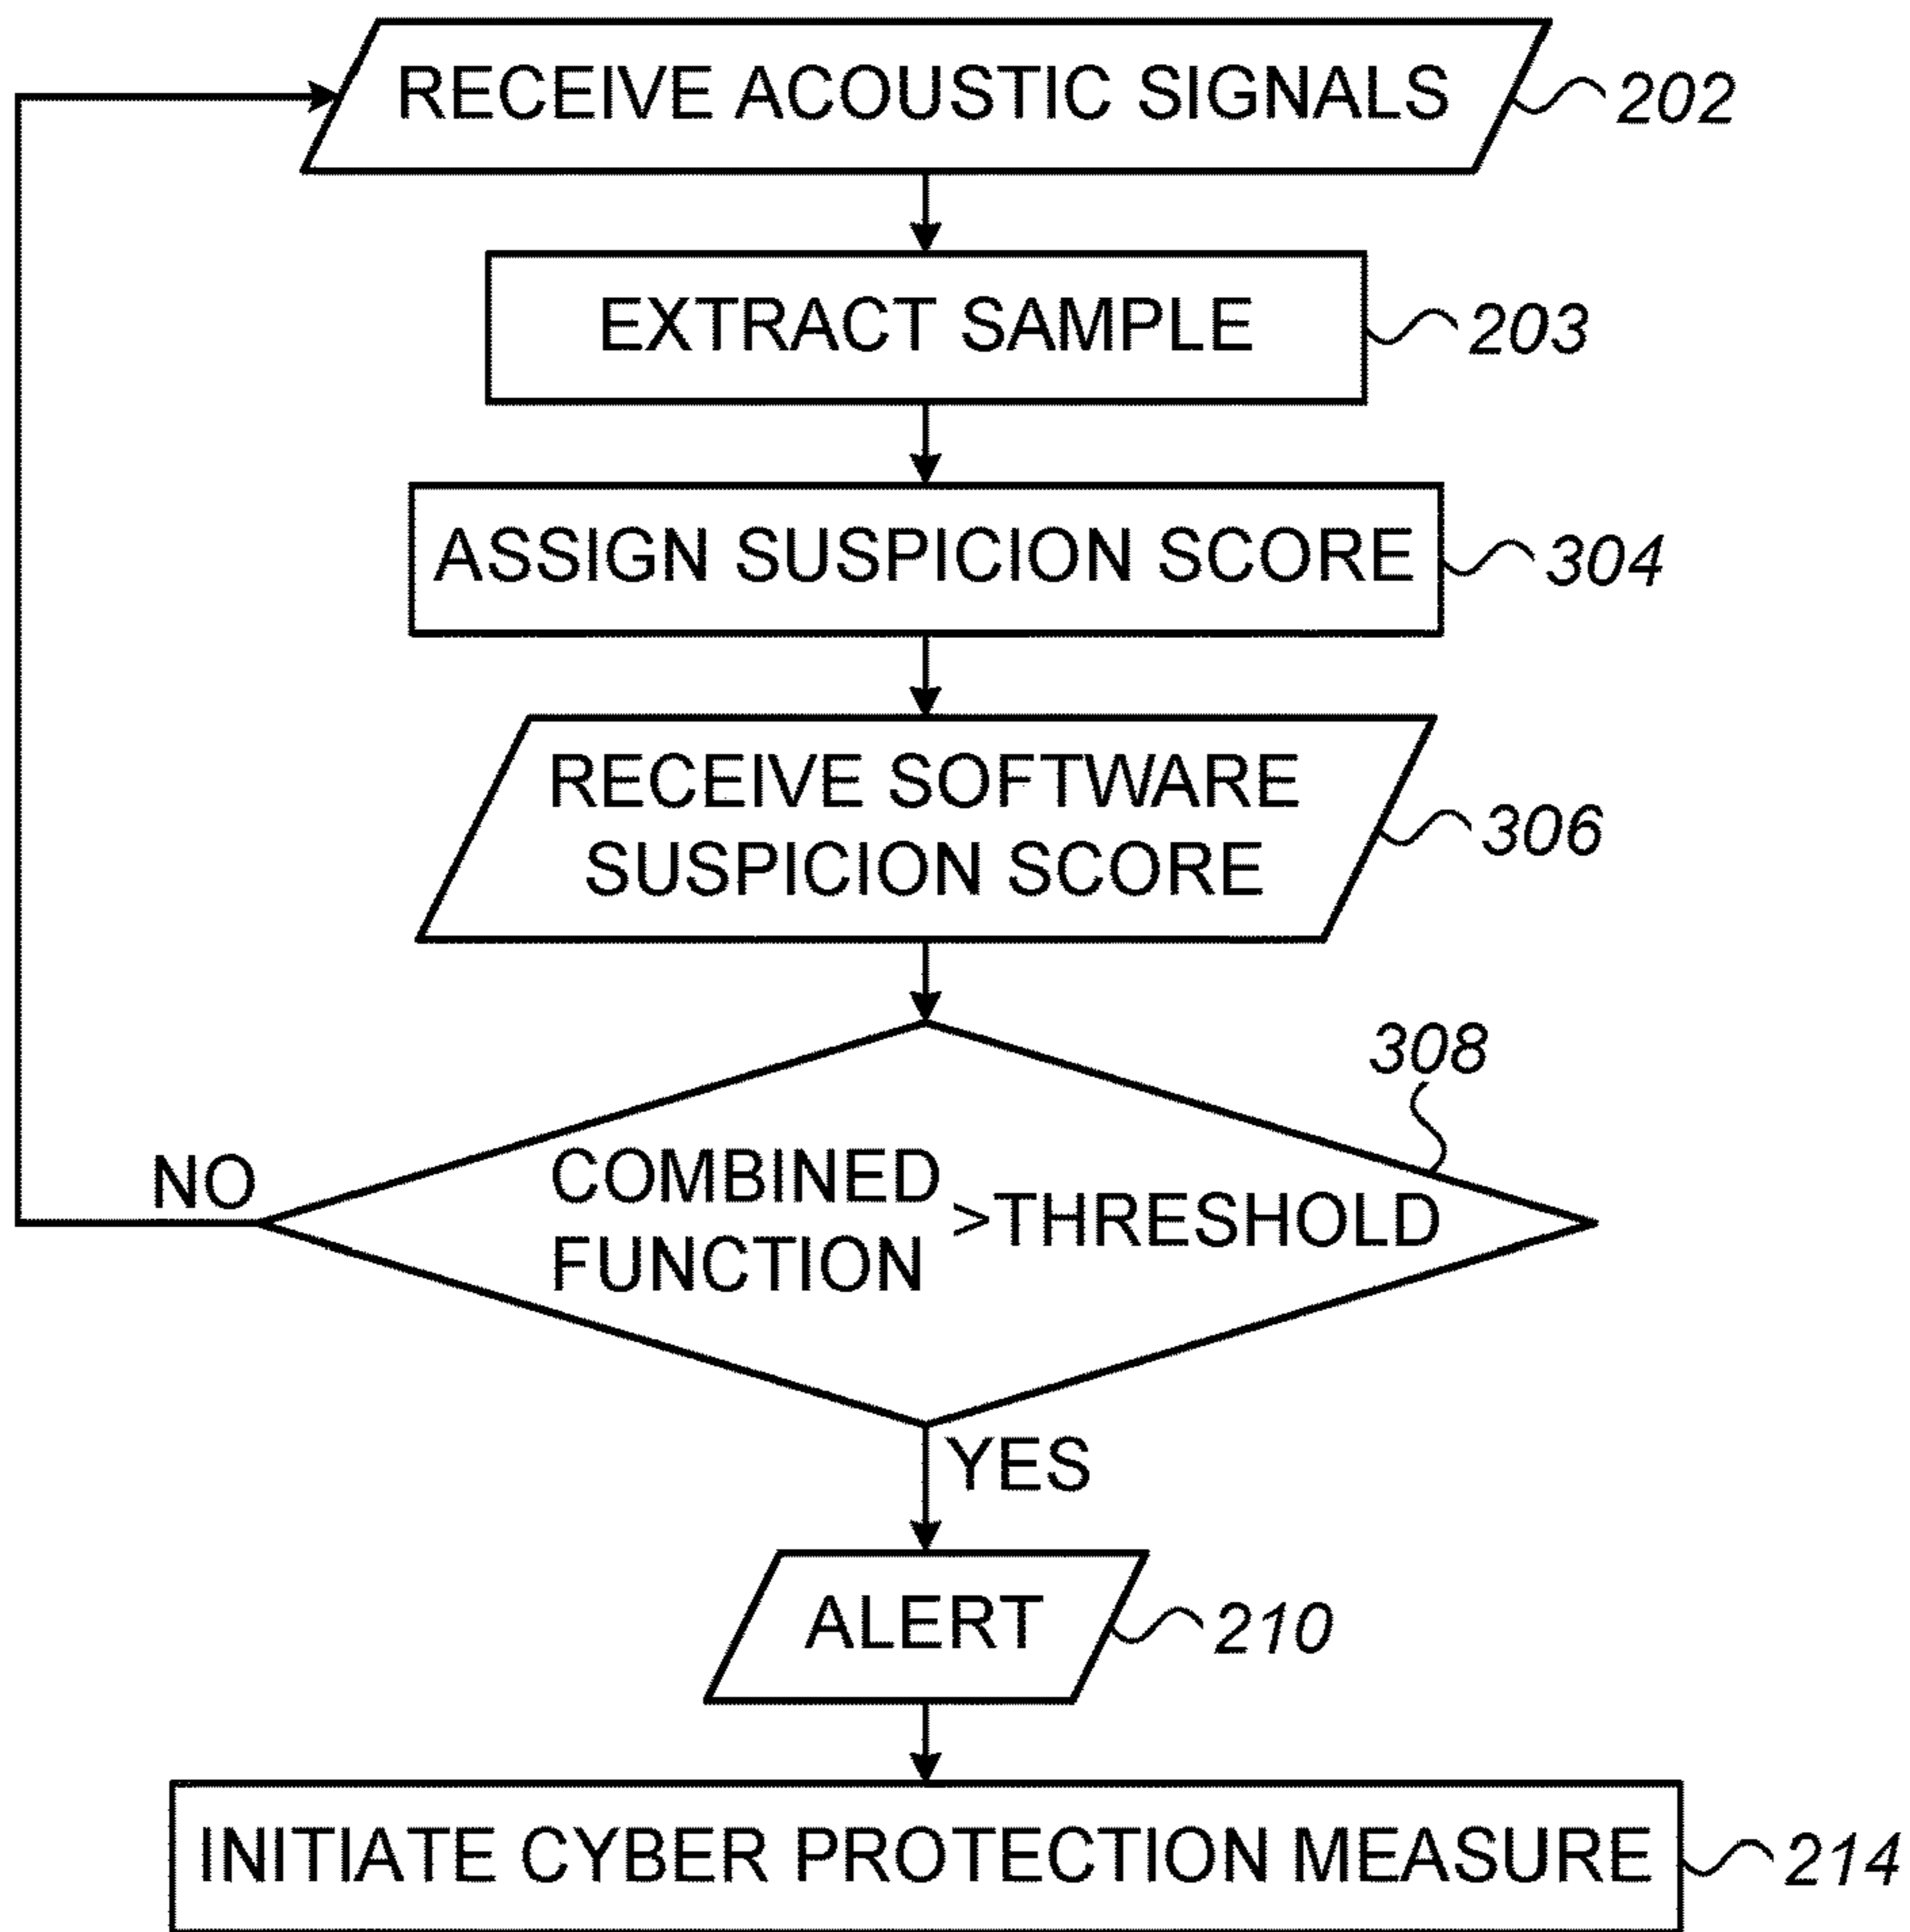 RECEIVE ACOUSTIC SIGNALS
202
EXTRACT SAMPLE
203
ASSIGN SUSPICION SCORE
304
RECEIVE SOFTWARE
SUSPICION SCORE
306
308
COMBINED
FUNCTION
>THRESHOLD
NO
YES
ALERT
210
INITIATE CYBER PROTECTION MEASURE
214